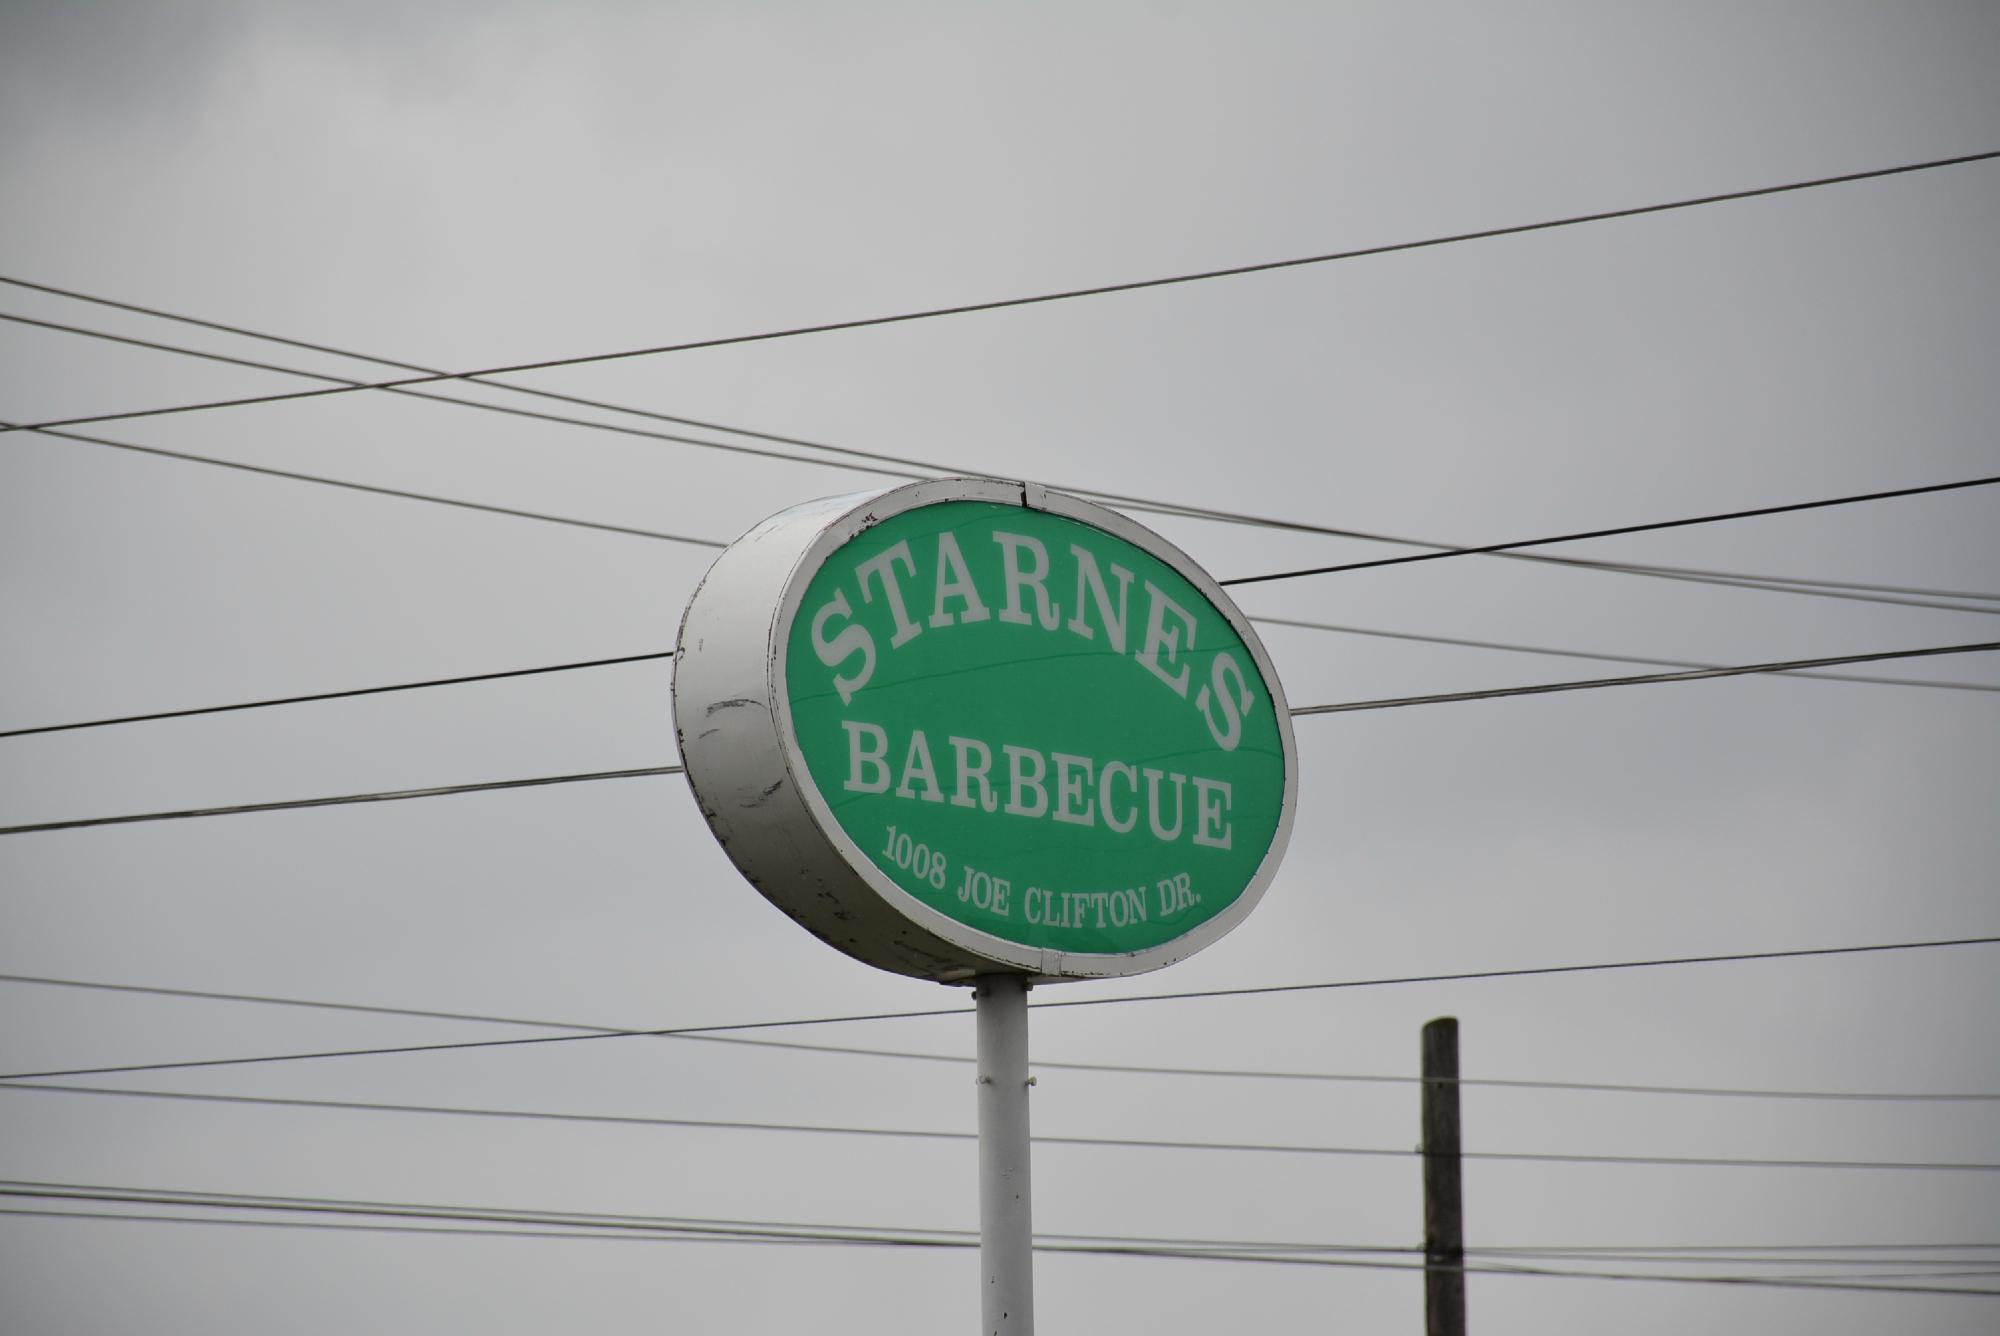 STARNES
BARBECUE
1008 JOE CLIFTON DR.